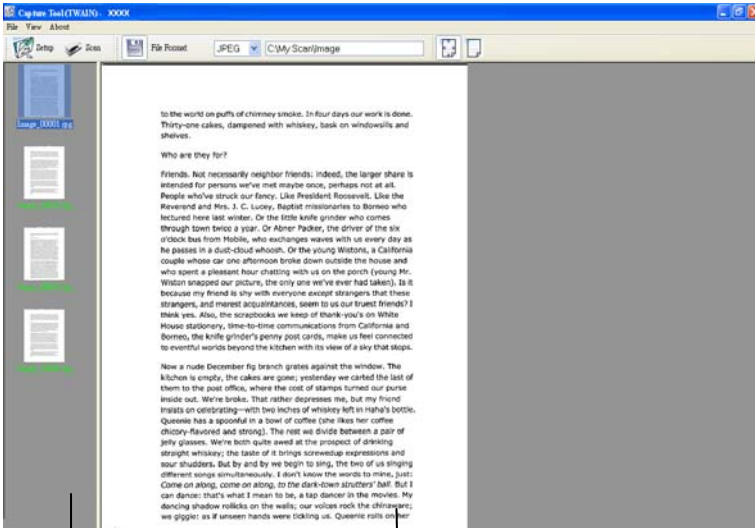 Capture Tool (TWAIN) - XXXX
File View About
Setup Scan File Format JPEG C:\My Scan\Image
Image_00001.jpg
to the world on puffs of chimney smoke. In four days our work is done.
Thirty-one cakes, dampened with whiskey, bask on windowsills and
shelves.
Who are they for?
Friends. Not necessarily neighbor friends: indeed, the larger share is
intended for persons we've met maybe once, perhaps not at all.
People who've struck our fancy. Like President Roosevelt. Like the
Reverend and Mrs. J. C. Lucey, Baptist missionaries to Borneo who
lectured here last winter. Or the little knife grinder who comes
through town twice a year. Or Abner Packer, the driver of the six
o'clock bus from Mobile, who exchanges waves with us every day as
he passes in a dust-cloud whoosh. Or the young Wistons, a California
couple whose car one afternoon broke down outside the house and
who spent a pleasant hour chatting with us on the porch (young Mr.
Wiston snapped our picture, the only one we've ever had taken). Is it
because my friend is shy with everyone except strangers that these
strangers, and merest acquaintances, seem to us our truest friends? I
think yes. Also, the scrapbooks we keep of thank-you's on White
House stationery, time-to-time communications from California and
Borneo, the knife grinder's penny post cards, make us feel connected
to eventful worlds beyond the kitchen with its view of a sky that stops.
Now a nude December fig branch grates against the window. The
kitchen is empty, the cakes are gone; yesterday we carted the last of
them to the post office, where the cost of stamps turned our purse
inside out. We're broke. That rather depresses me, but my friend
insists on celebrating—with two inches of whiskey left in Haha's bottle.
Queenie has a spoonful in a bowl of coffee (she likes her coffee
chicory-flavored and strong). The rest we divide between a pair of
jelly glasses. We're both quite awed at the prospect of drinking
straight whiskey; the taste of it brings screwedup expressions and
sour shudders. But by and by we begin to sing, the two of us singing
different songs simultaneously. I don't know the words to mine, just:
Come on along, come on along, to the dark-town strutters' ball. But I
can dance: that's what I mean to be, a tap dancer in the movies. My
dancing shadow rollicks on the walls; our voices rock the chinaware;
we giggle: as if unseen hands were tickling us. Queenie rolls on her